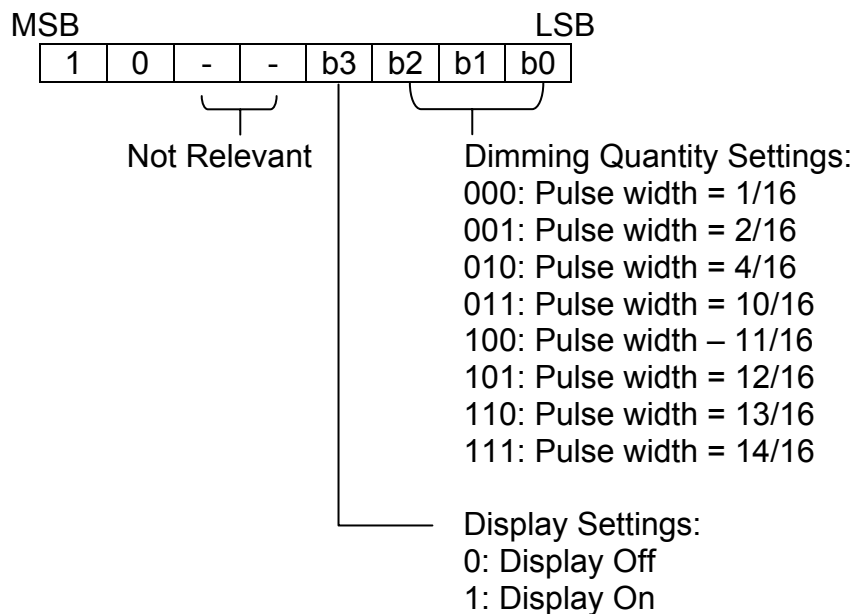 MSB LSB
1 0 - - b3 b2 b1 b0
Not Relevant
Dimming Quantity Settings:
000: Pulse width = 1/16
001: Pulse width = 2/16
010: Pulse width = 4/16
011: Pulse width = 10/16
100: Pulse width – 11/16
101: Pulse width = 12/16
110: Pulse width = 13/16
111: Pulse width = 14/16
Display Settings:
0: Display Off
1: Display On